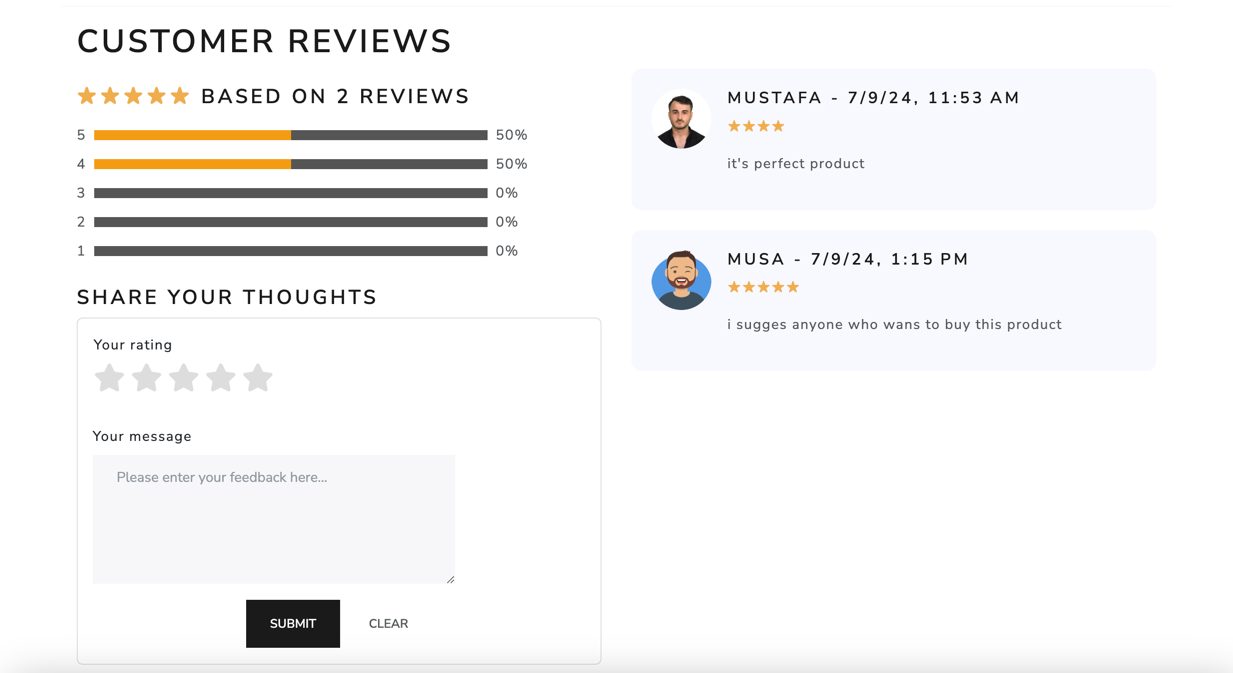 CUSTOMER REVIEWS
BASED ON 2 REVIEWS
5 50%
4 50%
3 0%
2 0%
1 0%
SHARE YOUR THOUGHTS
Your rating
Your message
Please enter your feedback here...
SUBMIT CLEAR
MUSTAFA - 7/9/24, 11:53 AM
it's perfect product
MUSA - 7/9/24, 1:15 PM
i sugges anyone who wans to buy this product